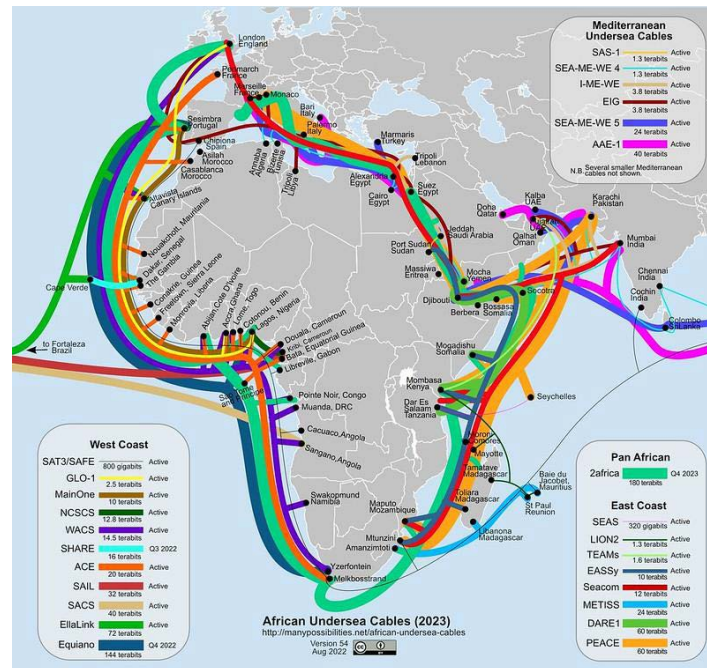 London
England
Penmarch
France
Marseille
France
Monaco
Bari
Italy
Palermo
Italy
Marmaris
Turkey
Tripoli
Lebanon
Sesimbra
Portugal
Chipiona
Spain
Asilah
Morocco
Casablanca
Morocco
Annaba
Algeria
Bizerte
Tunisia
Tripoli
Libya
Alexandria
Egypt
Cairo
Egypt
Suez
Egypt
Altavista
Canary Islands
Nouakchott, Mauritania
Dakar, Senegal
The Gambia
Cape Verde
Conakrie, Guinea
Freetown, Sierra Leone
Monrovia, Liberia
Abijan, Cote D'Ivoire
Accra, Ghana
Lome, Togo
Cotonou, Benin
Lagos, Nigeria
Douala, Cameroun
Kribi, Cameroun
Bata, Equatorial Guinea
Libreville, Gabon
Sao Tome
and Principe
to Fortaleza
Brazil
Pointe Noir, Congo
Muanda, DRC
Cacuaco, Angola
Sangano, Angola
Swakopmund
Namibia
Yzerfontein
Melkbosstrand
Jeddah
Saudi Arabia
Port Sudan
Sudan
Massiwa
Eritrea
Mocha
Yemen
Djibouti
Berbera
Bossasa
Somalia
Socotra
Doha
Qatar
Kalba
UAE
UAE
Qalhat
Oman
Karachi
Pakistan
Mumbai
India
Chennai
India
Cochin
India
Colombo
Sri Lanka
Mogadishu
Somalia
Mombasa
Kenya
Dar Es
Salaam
Tanzania
Seychelles
Moroni
Comores
Mayotte
Tamatave
Madagascar
Toliara
Madagascar
Baie du
Jacobet,
Mauritius
St Paul
Reunion
Libanona
Madagascar
Maputo
Mozambique
Mtunzini
Amanzimtoti
Mediterranean
Undersea Cables
SAS-1 Active
1.3 terabits
SEA-ME-WE 4 Active
1.3 terabits
I-ME-WE Active
3.8 terabits
EIG Active
3.8 terabits
SEA-ME-WE 5 Active
24 terabits
AAE-1 Active
40 terabits
N.B. Several smaller Mediterranean
cables not shown.
West Coast
SAT3/SAFE Active
800 gigabits
GLO-1 Active
2.5 terabits
MainOne Active
10 terabits
NCSCS Active
12.8 terabits
WACS Active
14.5 terabits
SHARE Q3 2022
16 terabits
ACE Active
20 terabits
SAIL Active
32 terabits
SACS Active
40 terabits
EllaLink Active
72 terabits
Equiano Q4 2022
144 terabits
Pan African
2africa Q4 2023
180 terabits
East Coast
SEAS Active
320 gigabits
LION2 Active
1.3 terabits
TEAMs Active
1.6 terabits
EASSy Active
10 terabits
Seacom Active
12 terabits
METISS Active
24 terabits
DARE1 Active
60 terabits
PEACE Active
60 terabits
African Undersea Cables (2023)
http://manypossibilities.net/african-undersea-cables
Version 54
Aug 2022
cc
BY